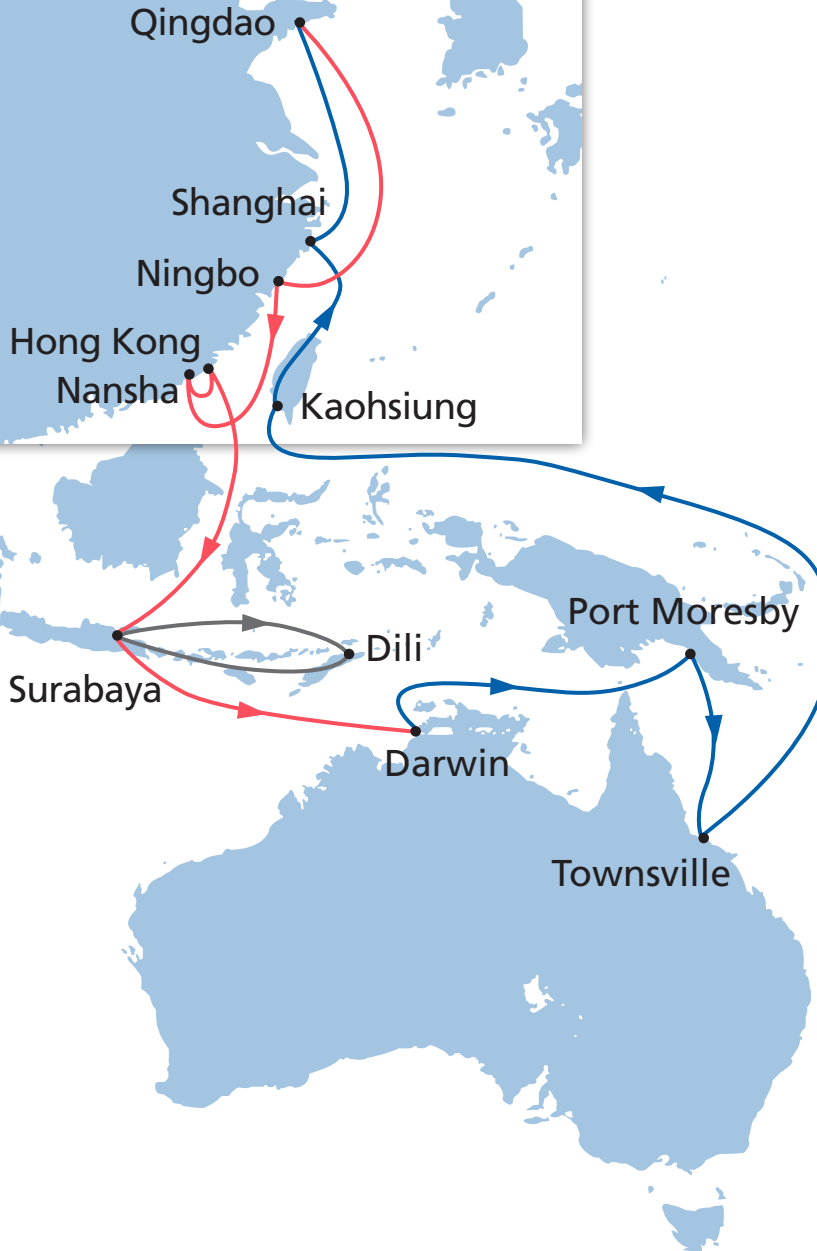 Qingdao
Shanghai
Ningbo
Hong Kong
Nansha
Kaohsiung
Port Moresby
Dili
Surabaya
Darwin
Townsville